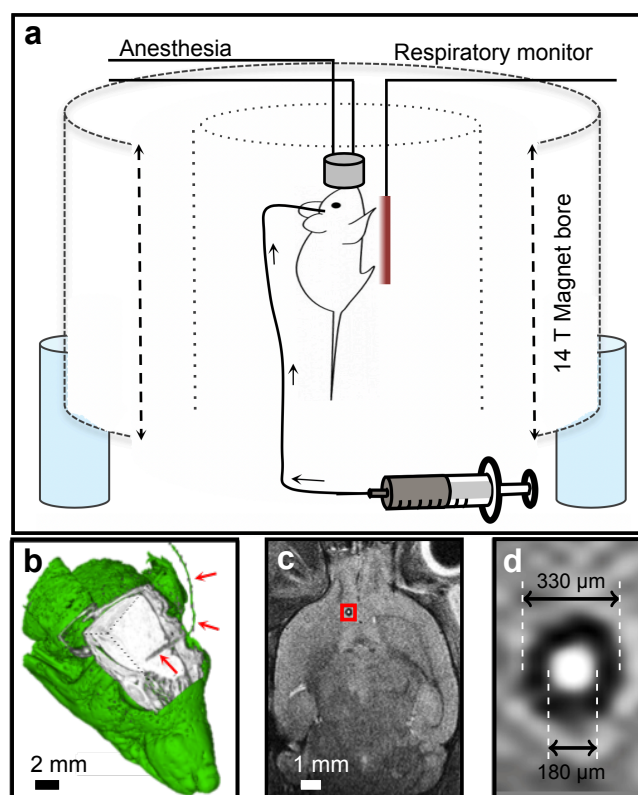 a
Anesthesia
Respiratory monitor
14 T Magnet bore
b
2 mm
c
1 mm
d
330 µm
180 µm